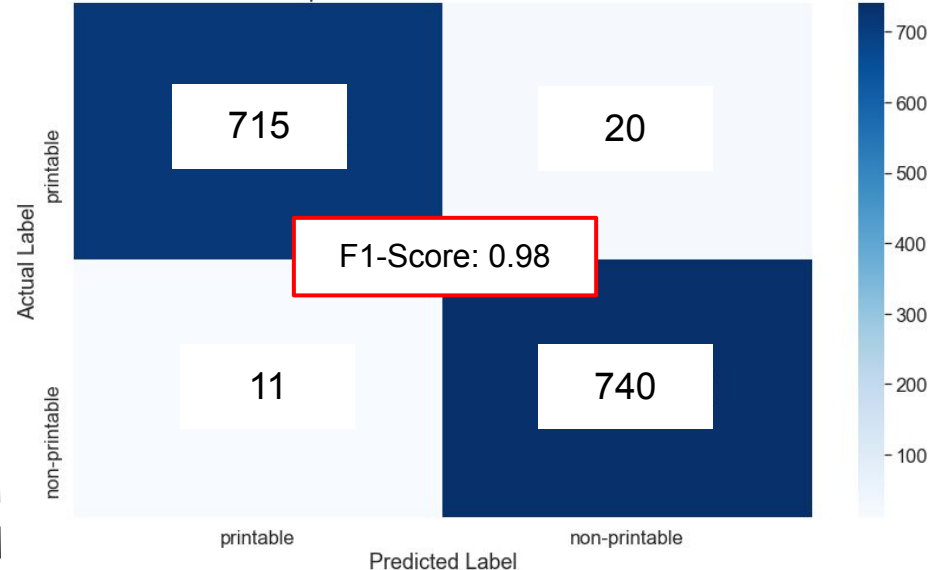 715
20
printable
F1-Score: 0.98
Actual Label
11
740
non-printable
printable
non-printable
Predicted Label
700
600
500
400
300
200
100